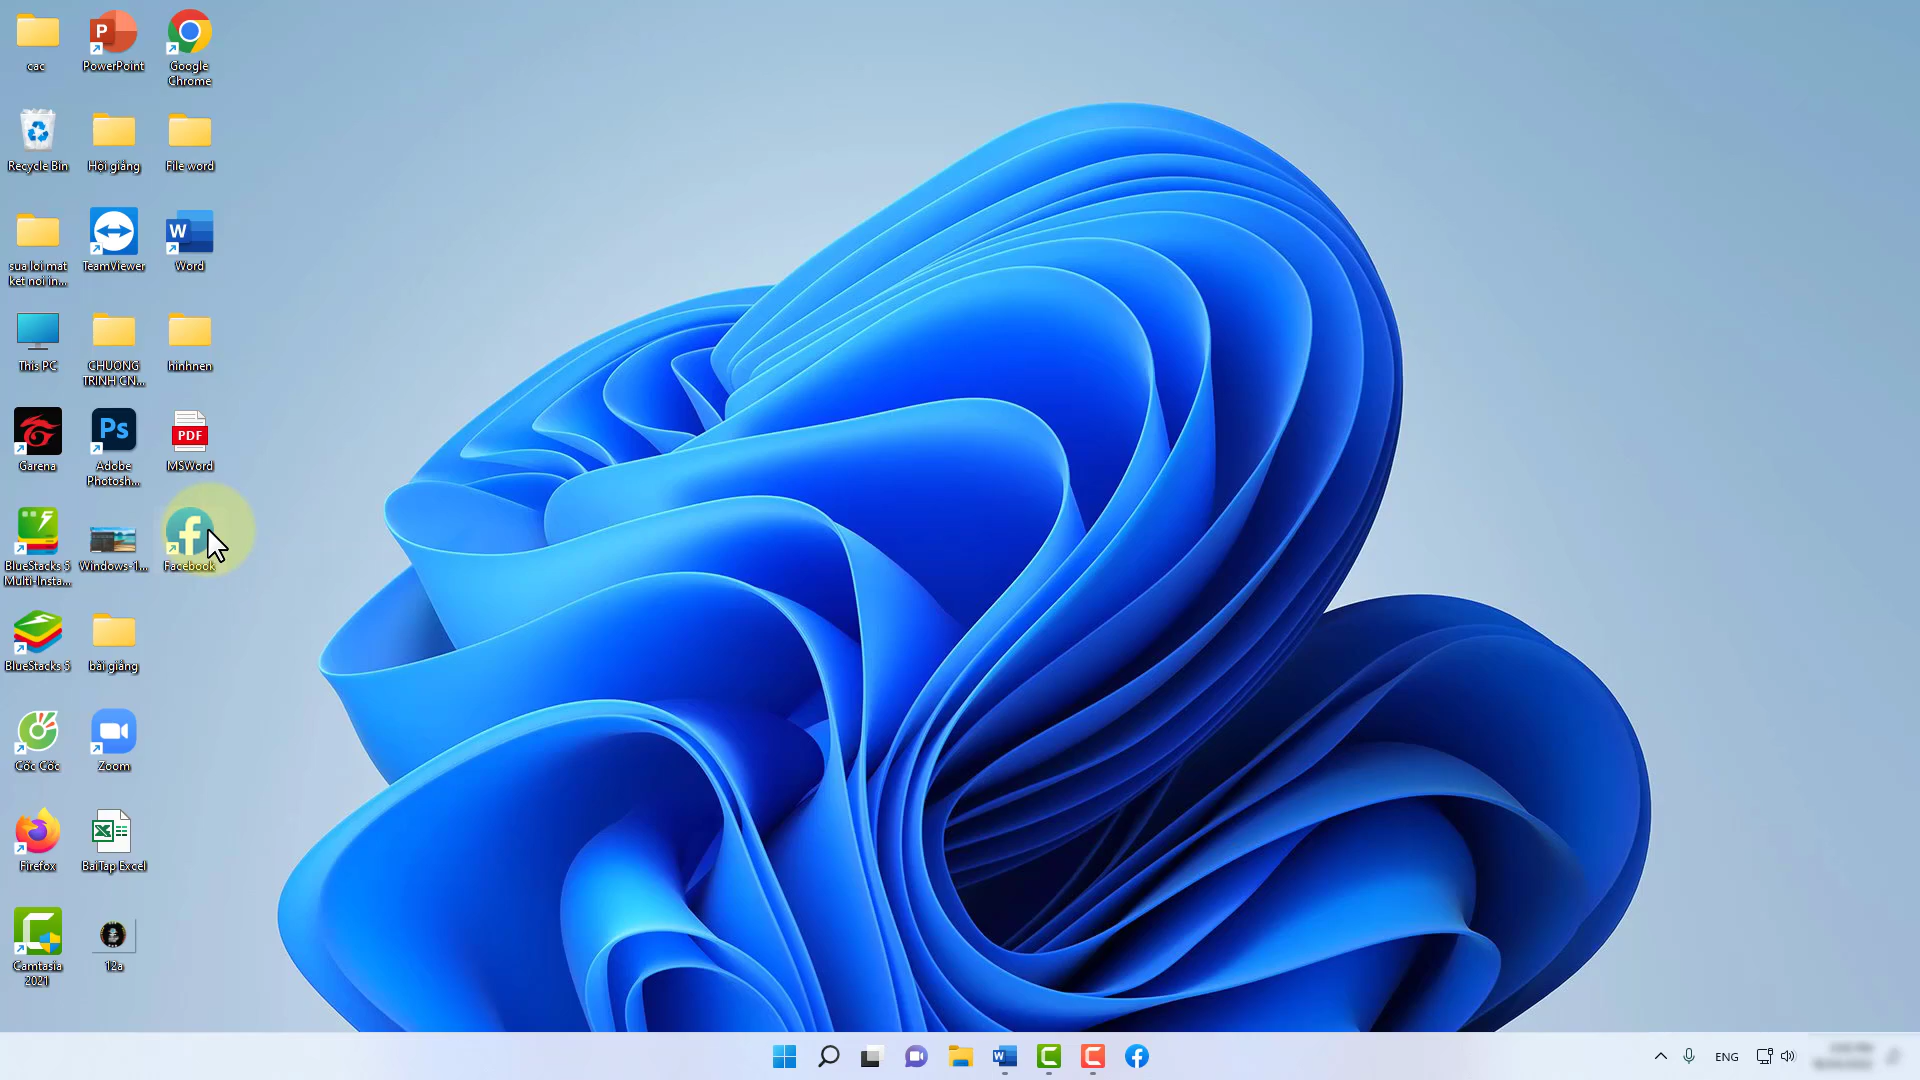 cac
PowerPoint
Google
Chrome
Recycle Bin
Hội giảng
File word
sua loi mat
ket noi in...
TeamViewer
W
Word
This PC
CHUONG
TRINH CN...
hinhnen
Garena
Ps
Adobe
Photosh...
PDF
MSWord
BlueStacks 5
Multi-Insta...
Windows-1...
Facebook
BlueStacks 5
bài giảng
Cốc Cốc
Zoom
Firefox
BaiTap Excel
Camtasia
2021
12a
ENG